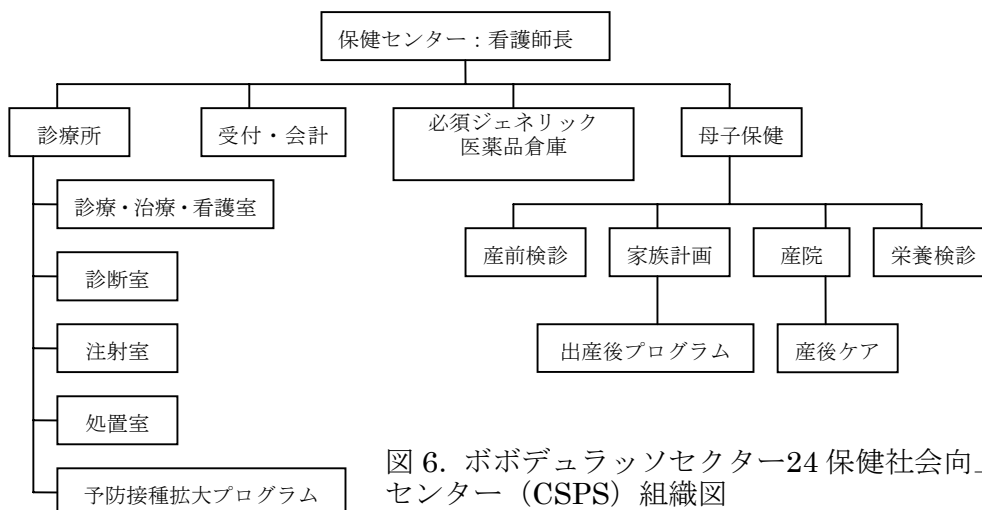 保健センター：看護師長
診療所
受付・会計
必須ジェネリック
医薬品倉庫
母子保健
診療・治療・看護室
診断室
注射室
処置室
予防接種拡大プログラム
産前検診
家族計画
産院
栄養検診
出産後プログラム
産後ケア
図 6. ボボデュラッソセクター24 保健社会向上
センター（CSPS）組織図